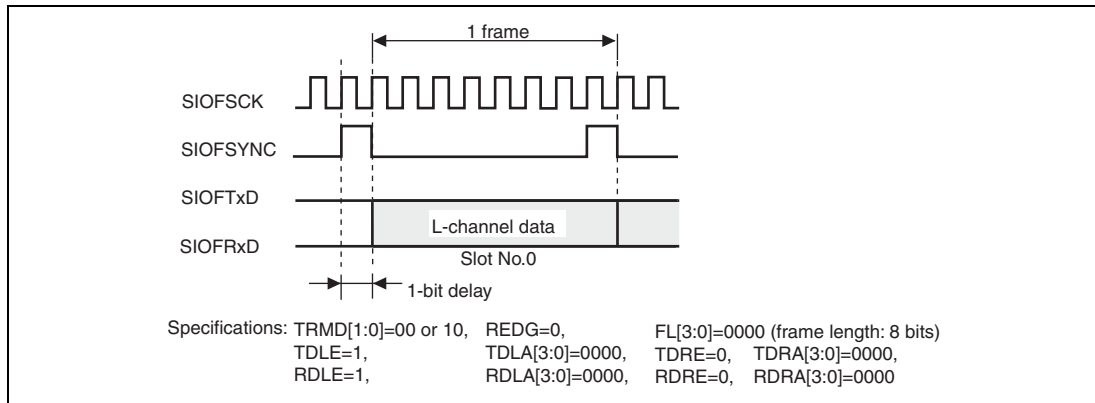 1 frame
SIOFSCK
SIOFSYNC
SIOFTxD
L-channel data
SIOFRxD
Slot No.0
1-bit delay
Specifications: TRMD[1:0]=00 or 10, REDG=0, FL[3:0]=0000 (frame length: 8 bits)
TDLE=1, TDLA[3:0]=0000, TDRE=0, TDRA[3:0]=0000,
RDLE=1, RDLA[3:0]=0000, RDRE=0, RDRA[3:0]=0000